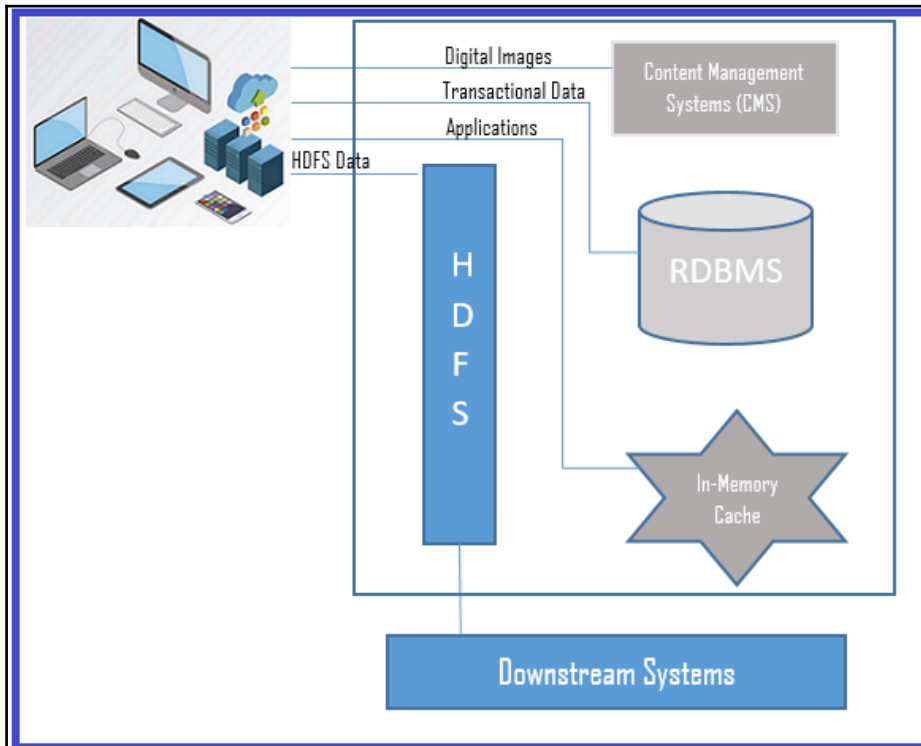 Digital Images
Transactional Data
Applications
HDFS Data
Content Management
Systems (CMS)
RDBMS
H
D
F
S
In-Memory
Cache
Downstream Systems